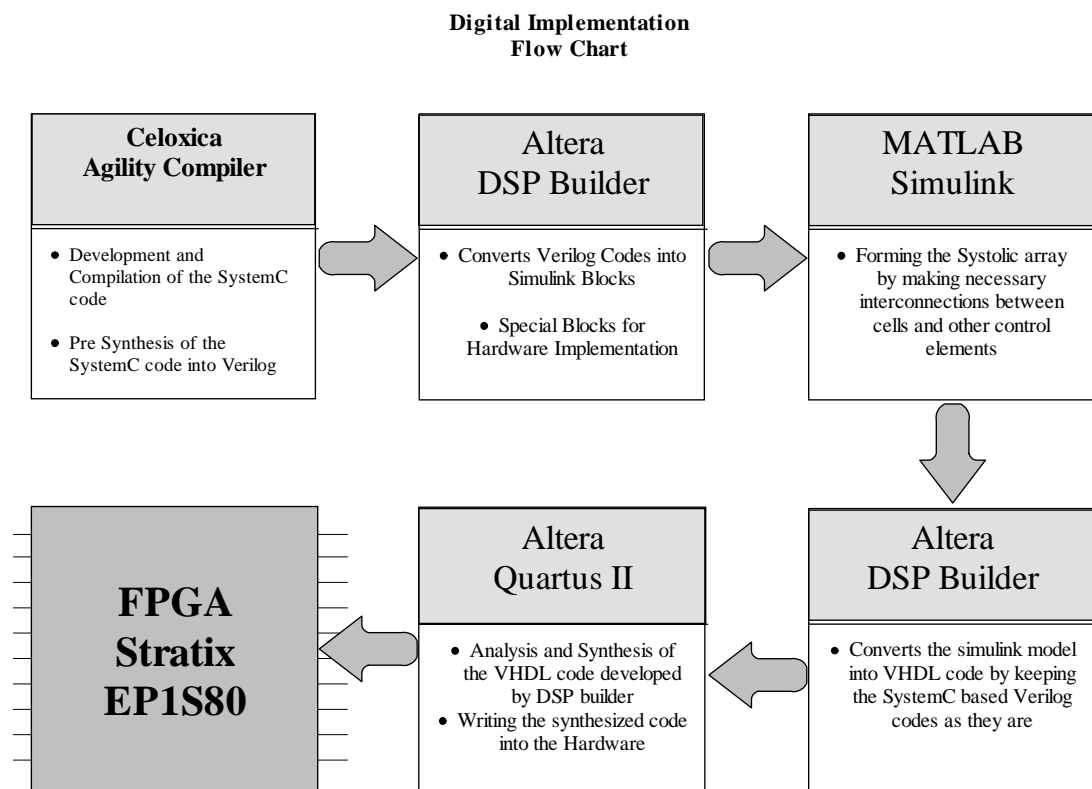 Digital Implementation
Flow Chart
Celoxica
Agility Compiler
• Development and
Compilation of the SystemC
code
• Pre Synthesis of the
SystemC code into Verilog
Altera
DSP Builder
• Converts Verilog Codes into
Simulink Blocks
• Special Blocks for
Hardware Implementation
MATLAB
Simulink
• Forming the Systolic array
by making necessary
interconnections between
cells and other control
elements
Altera
DSP Builder
• Converts the simulink model
into VHDL code by keeping
the SystemC based Verilog
codes as they are
Altera
Quartus II
• Analysis and Synthesis of
the VHDL code developed
by DSP builder
• Writing the synthesized code
into the Hardware
FPGA
Stratix
EP1S80